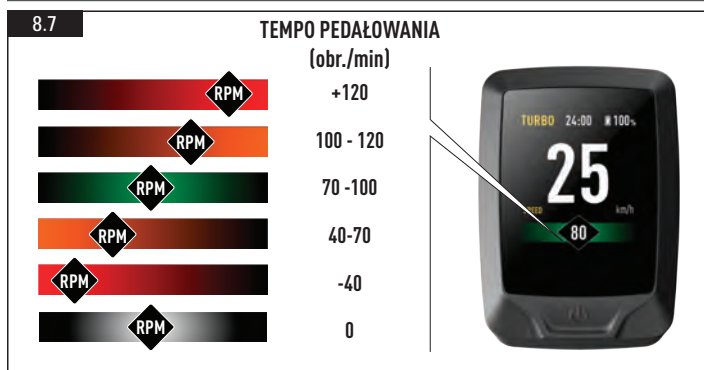 8.7
TEMPO PEDAŁOWANIA
(obr./min)
RPM +120
RPM 100 - 120
RPM 70 -100
RPM 40-70
RPM -40
RPM 0
TURBO 24:00 100%
25
SPEED km/h
80